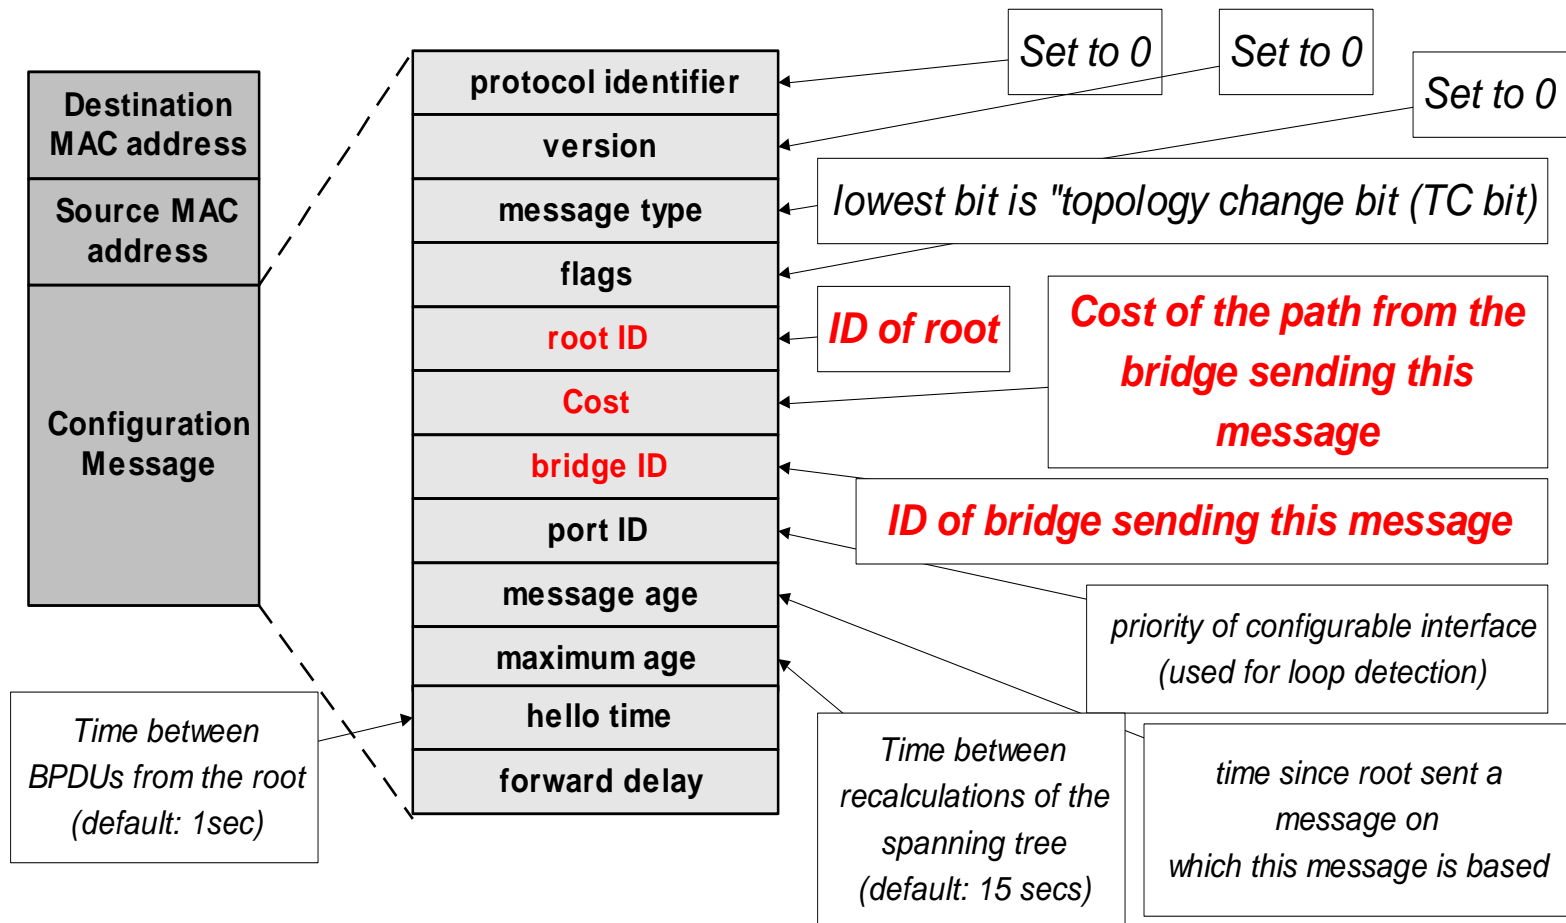 Destination
MAC address
Source MAC
address
Configuration
Message
protocol identifier
version
message type
flags
root ID
Cost
bridge ID
port ID
message age
maximum age
hello time
forward delay
Set to 0
Set to 0
Set to 0
lowest bit is "topology change bit (TC bit)
ID of root
Cost of the path from the
bridge sending this
message
ID of bridge sending this message
priority of configurable interface
(used for loop detection)
Time between
BPDUs from the root
(default: 1sec)
Time between
recalculations of the
spanning tree
(default: 15 secs)
time since root sent a
message on
which this message is based